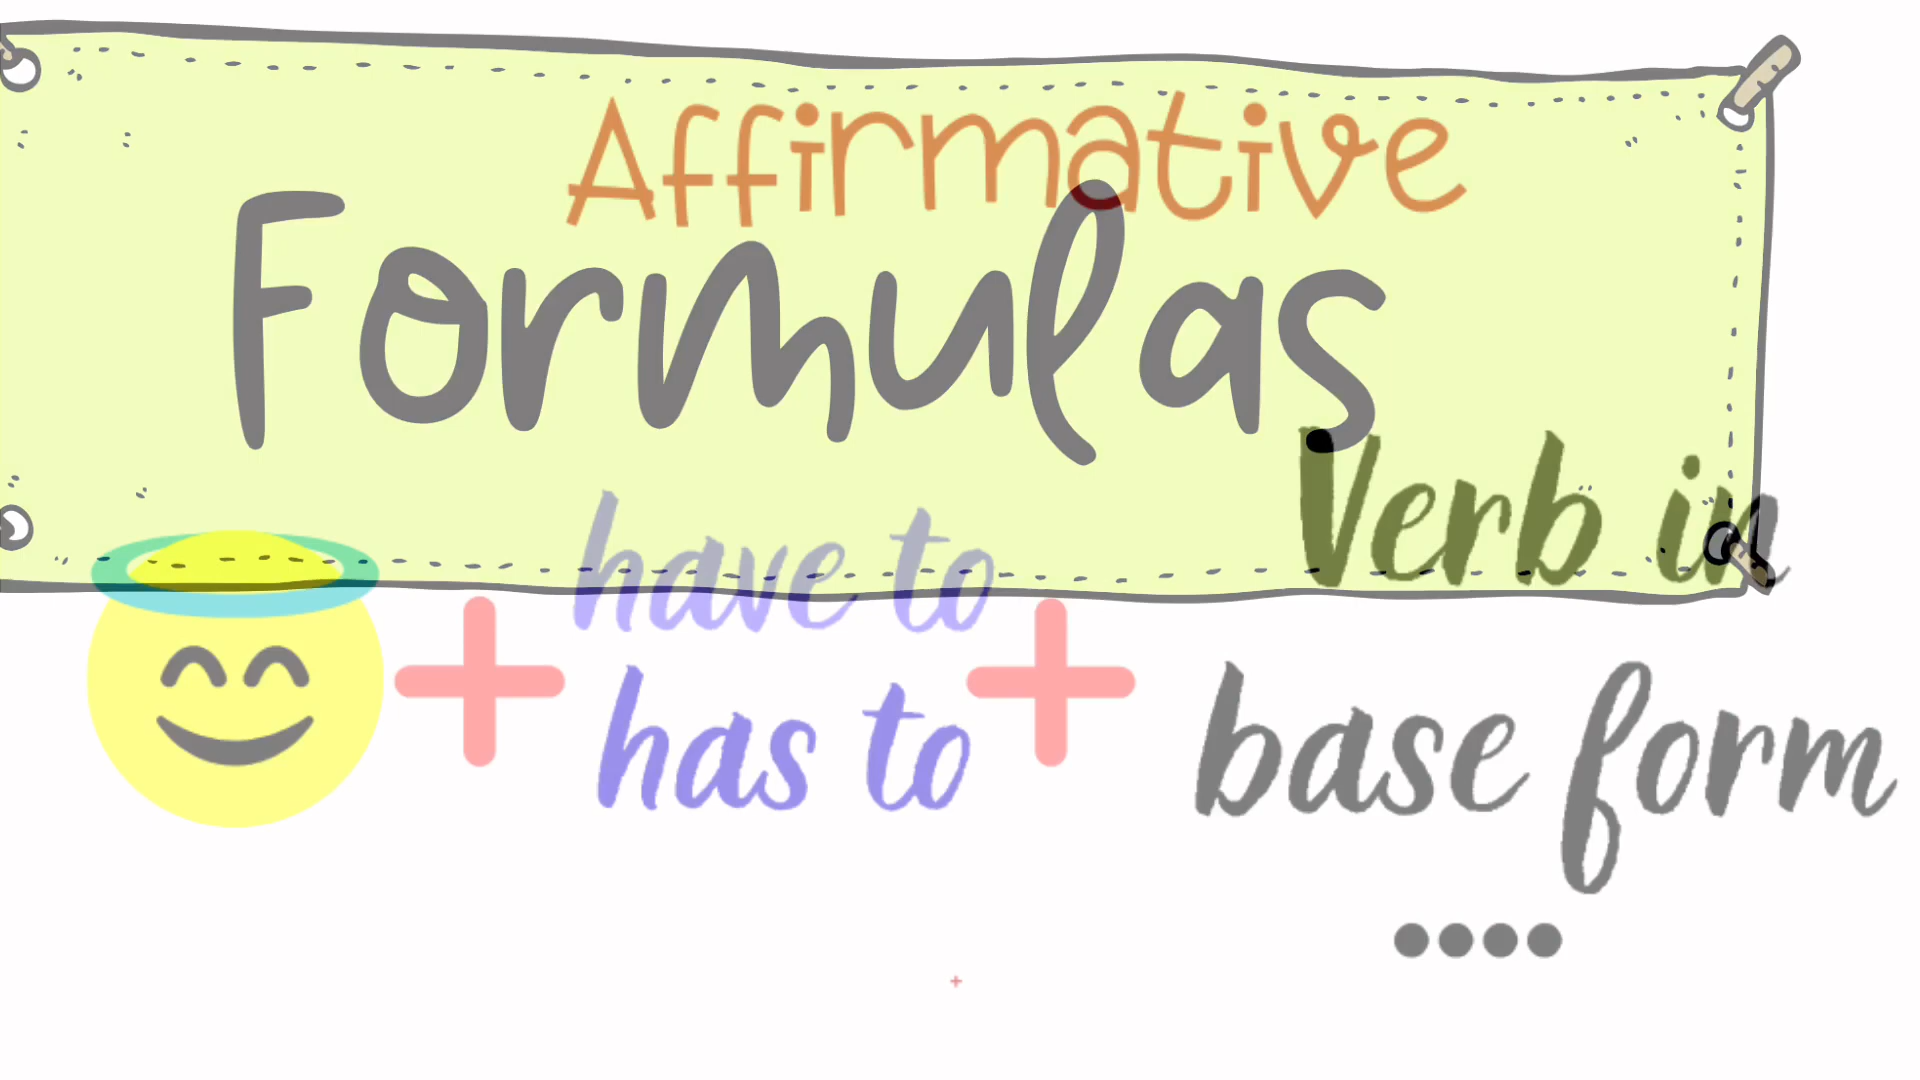 Affirmative
Formulas
Verb in
have to
+ +
has to
base form
....
+